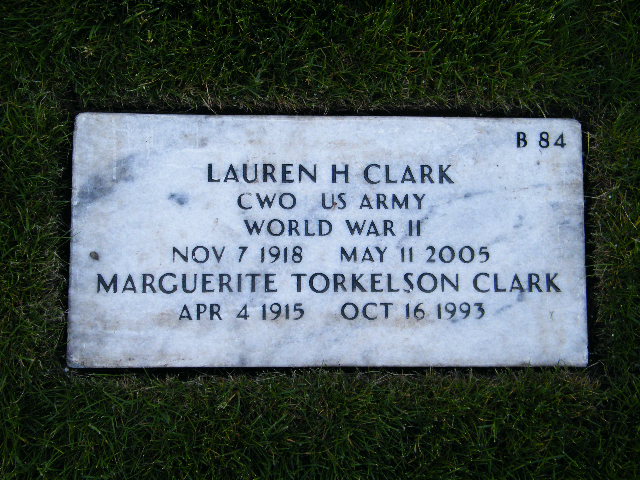 B 84
LAUREN H CLARK
CWO US ARMY
WORLD WAR II
NOV 7 1918 MAY 11 2005
MARGUERITE TORKELSON CLARK
APR 4 1915 OCT 16 1993